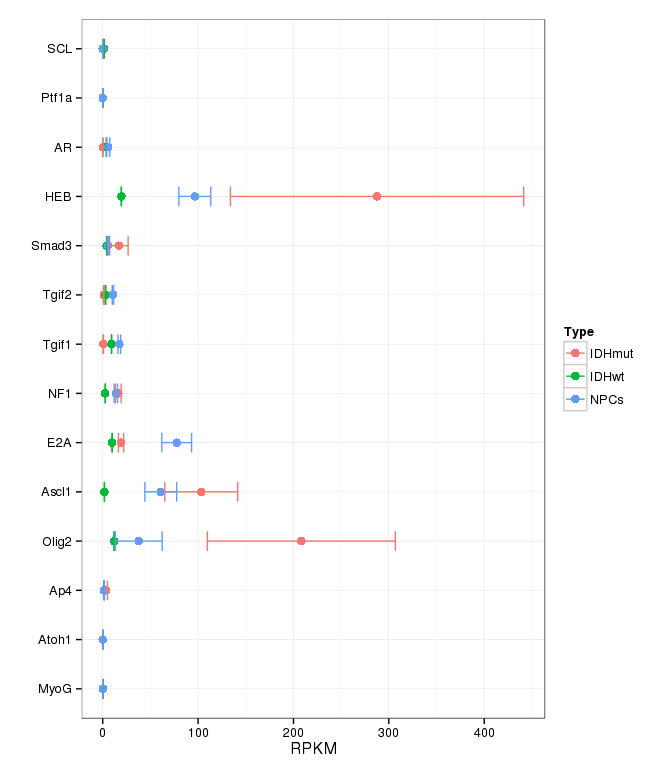 SCL
Ptf1a
AR
HEB
Smad3
Tgif2
Tgif1
NF1
E2A
Ascl1
Olig2
Ap4
Atoh1
MyoG
0 100 200 300 400
RPKM
Type
IDHmut
IDHwt
NPCs